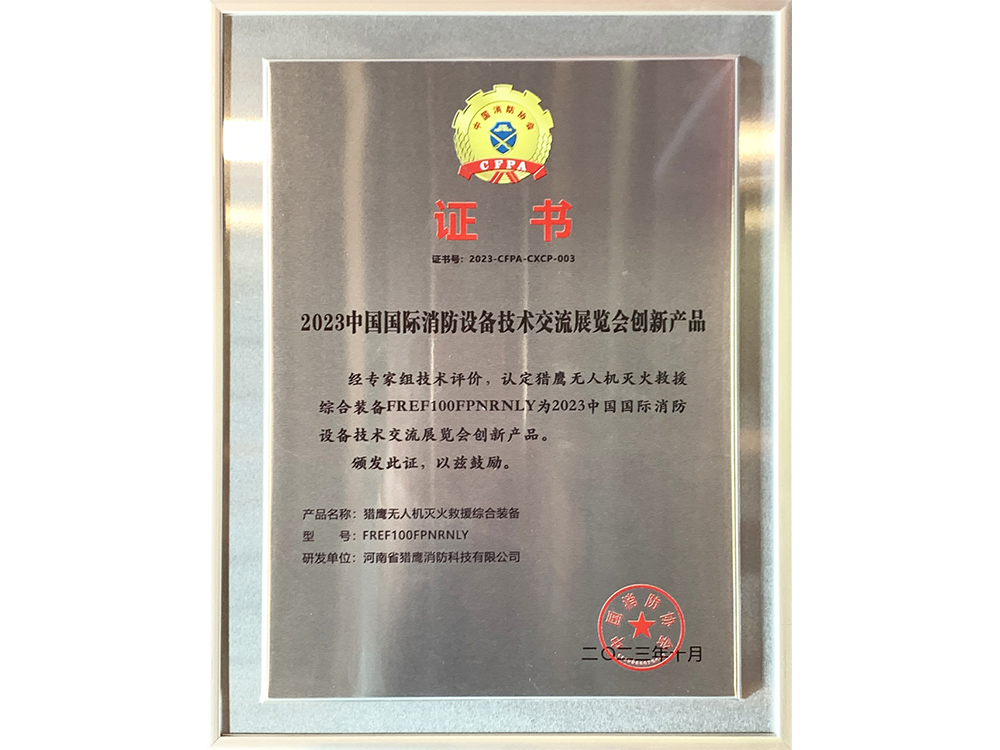 中国消防协会
CFPA
证 书
证书号：2023-CFPA-CXCP-003
2023中国国际消防设备技术交流展览会创新产品
经专家组技术评价，认定猎鹰无人机灭火救援
综合装备FREF100FPNRNLY为2023中国国际消防
设备技术交流展览会创新产品。
颁发此证，以兹鼓励。
产品名称：猎鹰无人机灭火救援综合装备
型 号：FREF100FPNRNLY
研发单位：河南省猎鹰消防科技有限公司
中国消防协会
二〇二三年十月